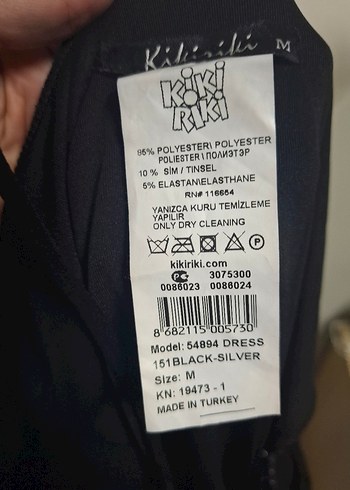 Kikiriki M
KiKi
RiKi
95% POLYESTER\ POLYESTER
POLIESTER \ ПОЛИЭТЭР
10 % SİM / TINSEL
5% ELASTAN\ELASTHANE
RN# 116654
YANIZCA KURU TEMİZLEME
YAPILIR
ONLY DRY CLEANING
P
kikiriki.com
3075300
0086023 0086024
8 682115 005730
Model: 54894 DRESS
151BLACK-SILVER
Size: M
KN: 19473 - 1
MADE IN TURKEY